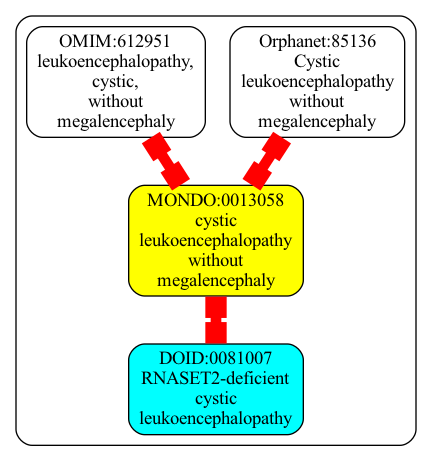 OMIM:612951
leukoencephalopathy,
cystic,
without
megalencephaly
Orphanet:85136
Cystic
leukoencephalopathy
without
megalencephaly
MONDO:0013058
cystic
leukoencephalopathy
without
megalencephaly
DOID:0081007
RNASET2-deficient
cystic
leukoencephalopathy